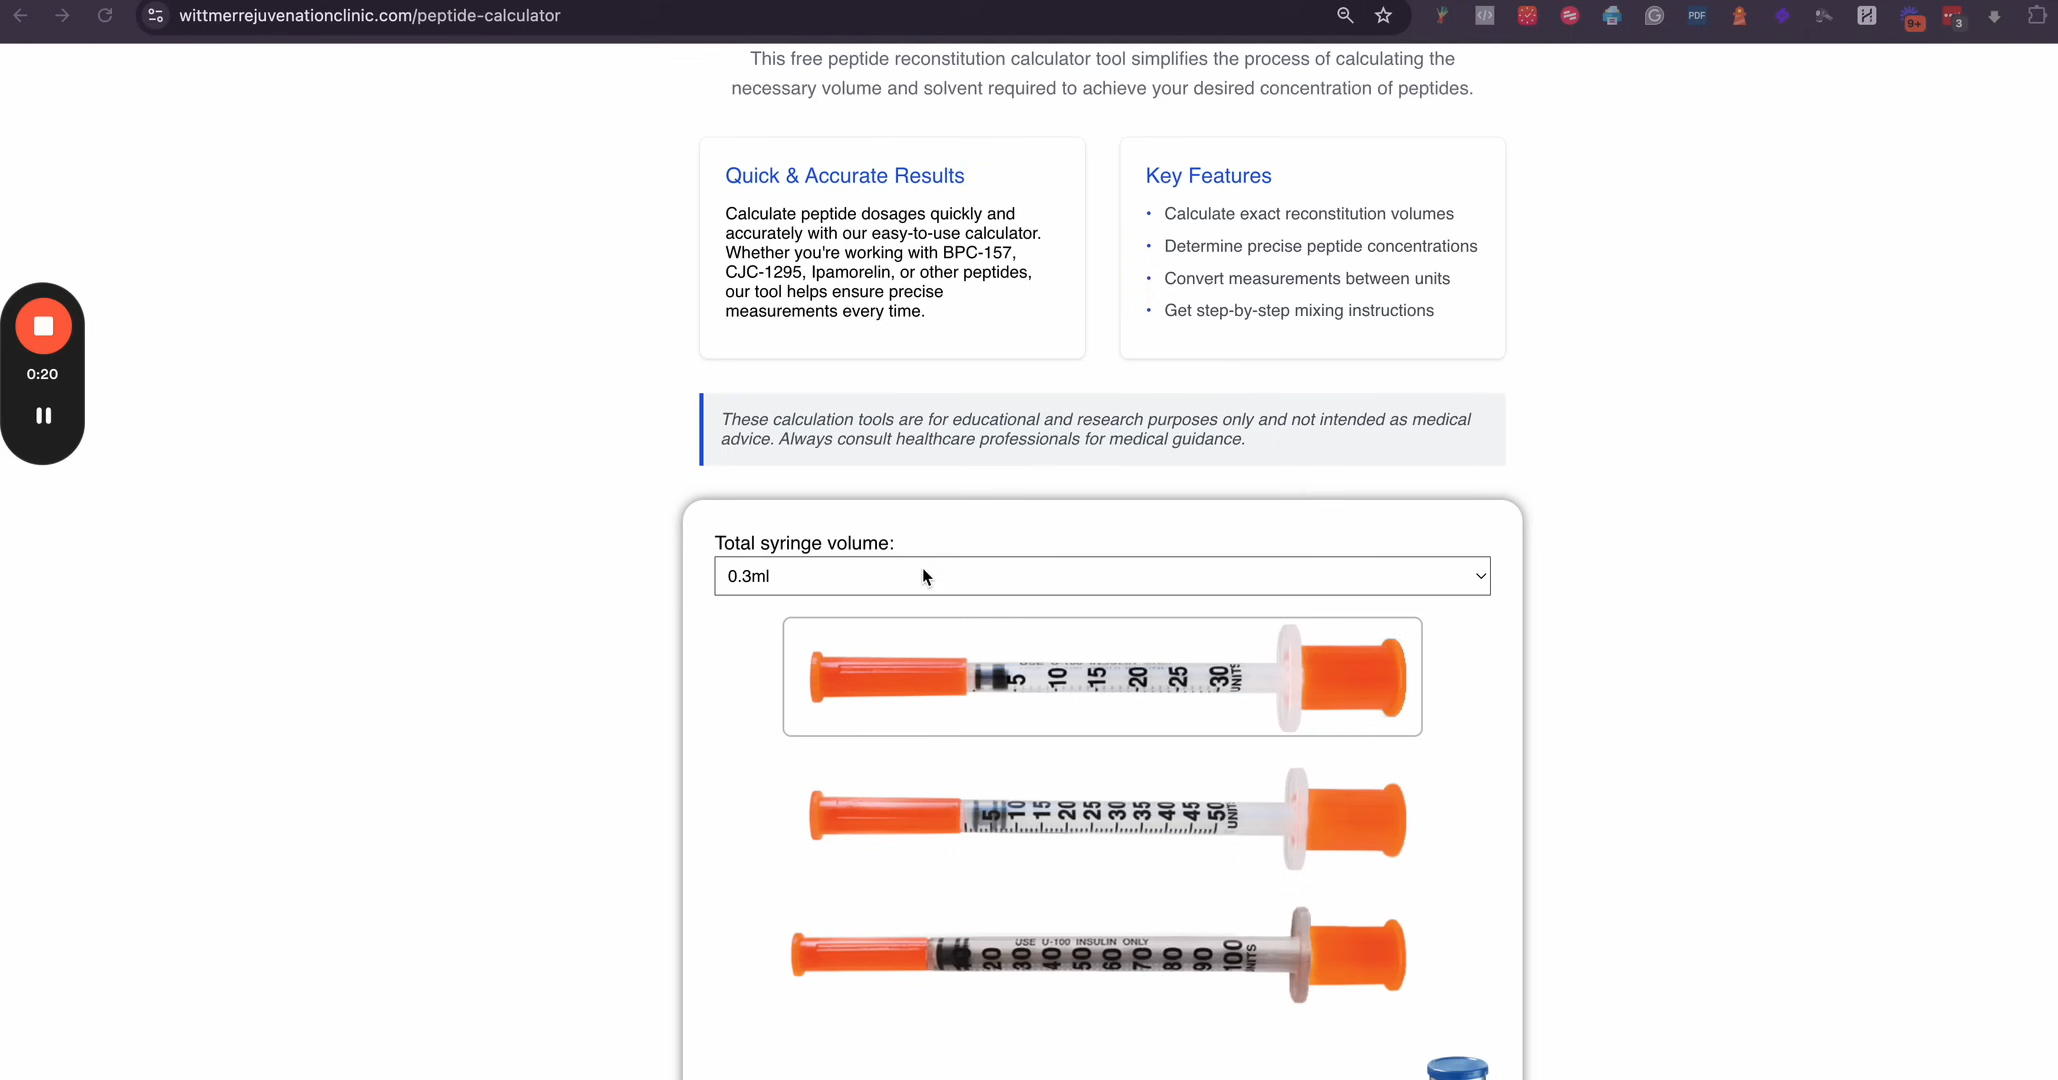 wittmerrejuvenationclinic.com/peptide-calculator
PDF
9+
3
This free peptide reconstitution calculator tool simplifies the process of calculating the
necessary volume and solvent required to achieve your desired concentration of peptides.
Quick & Accurate Results
Calculate peptide dosages quickly and
accurately with our easy-to-use calculator.
Whether you're working with BPC-157,
CJC-1295, Ipamorelin, or other peptides,
our tool helps ensure precise
measurements every time.
Key Features
• Calculate exact reconstitution volumes
• Determine precise peptide concentrations
• Convert measurements between units
• Get step-by-step mixing instructions
0:20
These calculation tools are for educational and research purposes only and not intended as medical
advice. Always consult healthcare professionals for medical guidance.
Total syringe volume:
0.3ml
5 10 15 20 25 30 UNITS
5 10 15 20 25 30 35 40 45 50
USE U-100 INSULIN ONLY
20 30 40 50 60 70 80 90 100